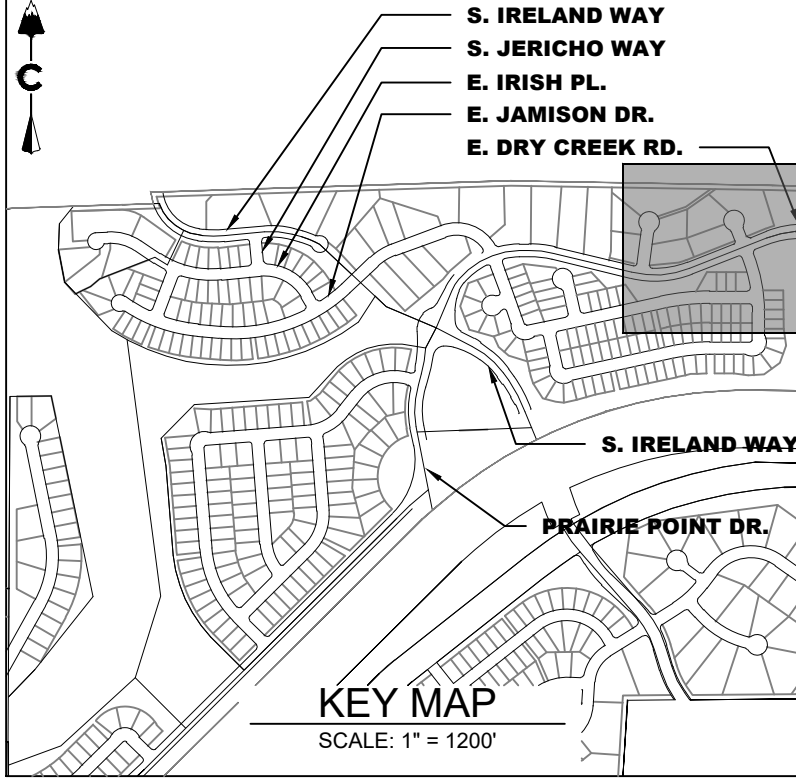 S. IRELAND WAY
S. JERICHO WAY
E. IRISH PL.
E. JAMISON DR.
E. DRY CREEK RD.
C
S. IRELAND WAY
PRAIRIE POINT DR.
KEY MAP
SCALE: 1" = 1200'